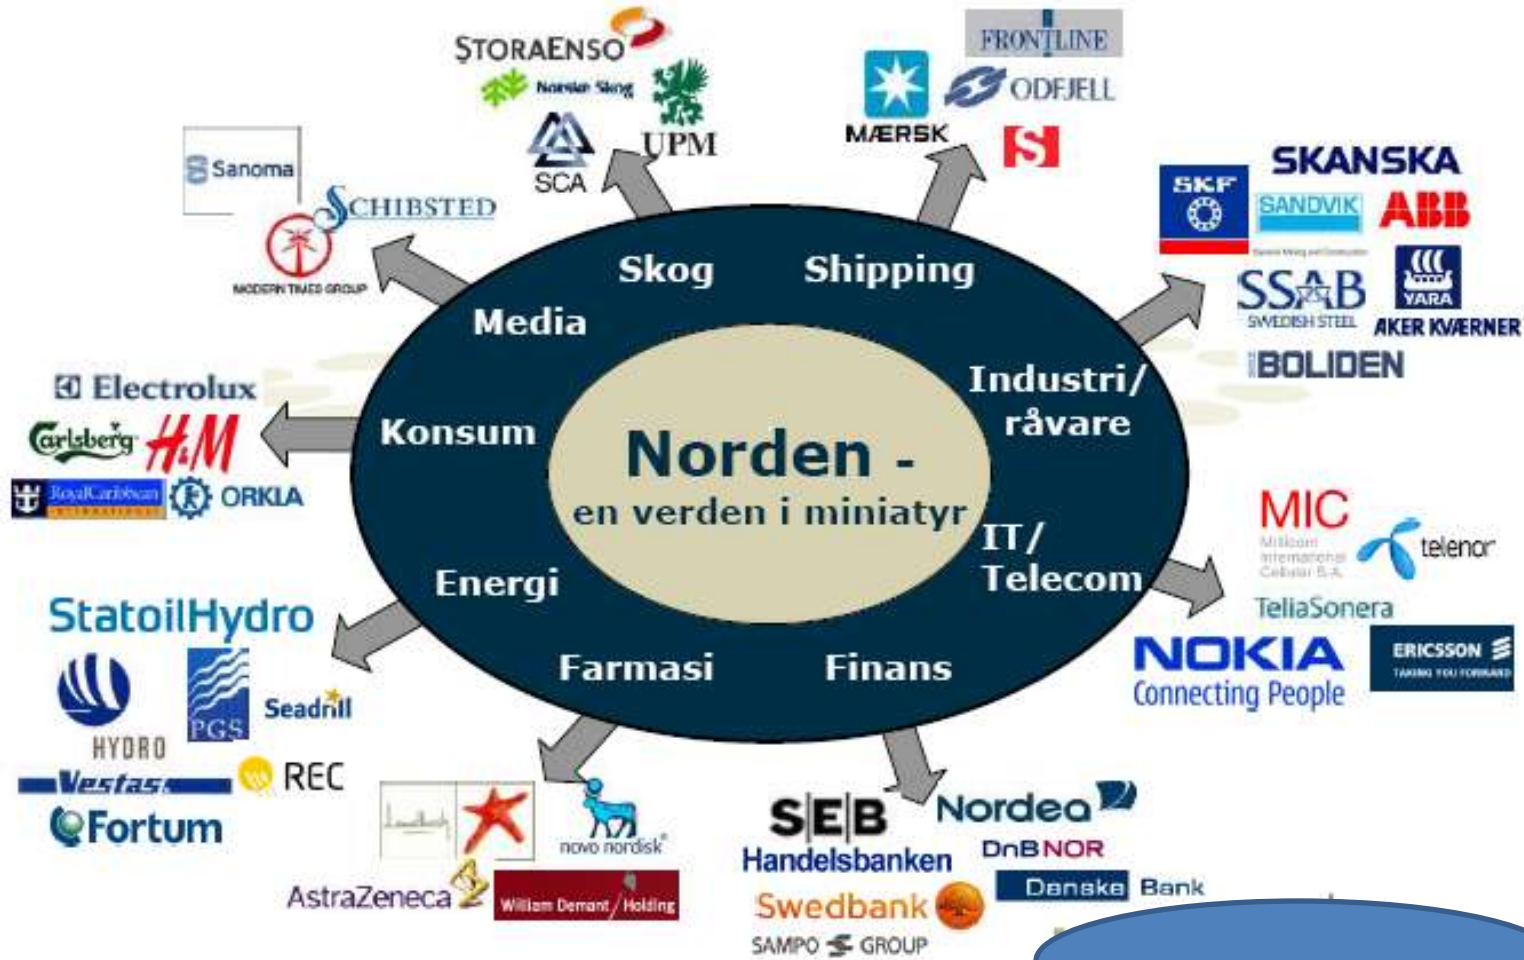 STORAENSO
Norske Skog
UPM
SCA
FRONTLINE
MÆRSK
ODFJELL
S
Sanoma
SCHIBSTED
MODERN TIMES GROUP
SKANSKA
SKF
SANDVIK
ABB
SSAB
SWEDISH STEEL
YARA
AKER KVÆRNER
BOLIDEN
Skog
Shipping
Media
Industri/
råvare
Konsum
Norden -
en verden i miniatyr
IT/
Telecom
Energi
Farmasi
Finans
Electrolux
Carlsberg
H&M
RoyalCaribbean
INTERNATIONAL
ORKLA
MIC
Millicom
International
Cellular S.A.
telenor
TeliaSonera
NOKIA
Connecting People
ERICSSON
TAKING YOU FORWARD
StatoilHydro
HYDRO
PGS
Seadrill
Vestas
REC
Fortum
novo nordisk
AstraZeneca
William Demant / Holding
SEB
Nordea
Handelsbanken
DnB NOR
Danske Bank
Swedbank
SAMPO GROUP